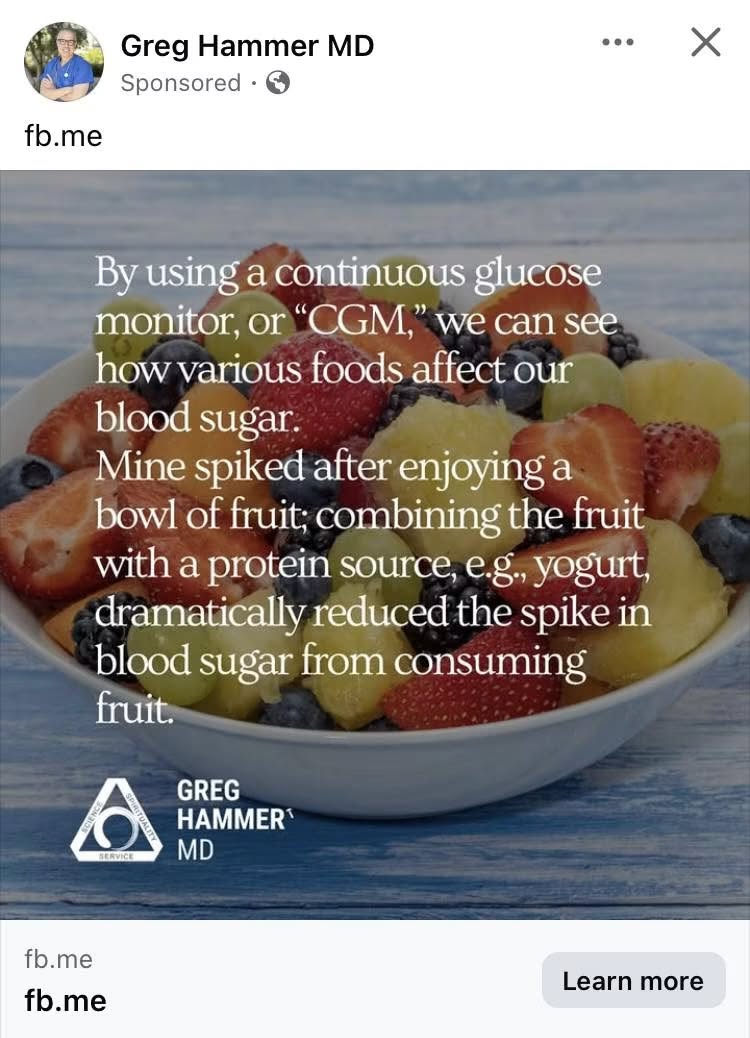 Greg Hammer MD
Sponsored ·
fb.me
By using a continuous glucose
monitor, or “CGM,” we can see
how various foods affect our
blood sugar.
Mine spiked after enjoying a
bowl of fruit; combining the fruit
with a protein source, e.g., yogurt,
dramatically reduced the spike in
blood sugar from consuming
fruit.
SCIENCE
SPIRITUALITY
SERVICE
GREG
HAMMER
MD
fb.me
fb.me
Learn more